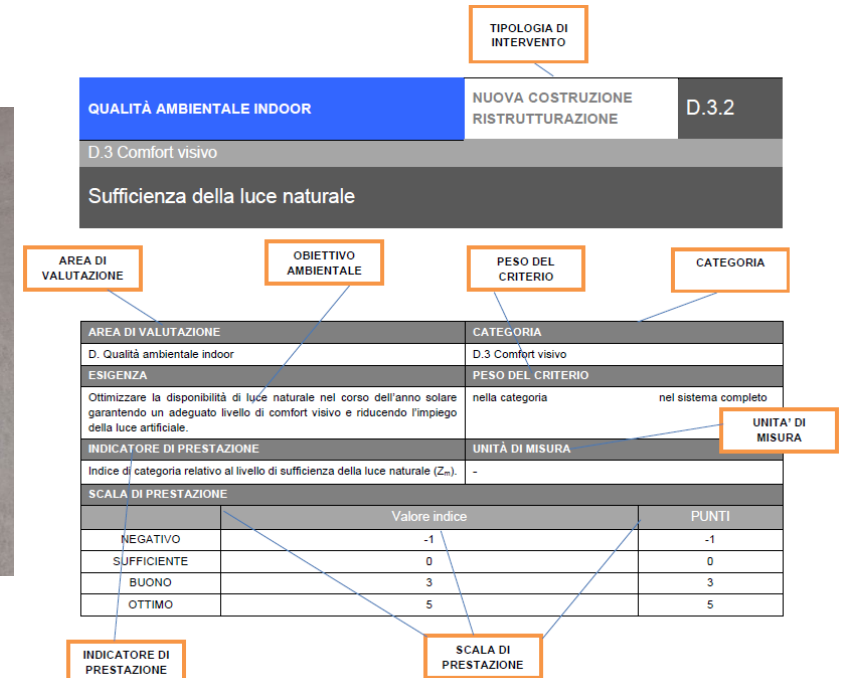 TIPOLOGIA DI
INTERVENTO
QUALITÀ AMBIENTALE INDOOR
NUOVA COSTRUZIONE
RISTRUTTURAZIONE
D.3.2
D.3 Comfort visivo
Sufficienza della luce naturale
AREA DI
VALUTAZIONE
OBIETTIVO
AMBIENTALE
PESO DEL
CRITERIO
CATEGORIA
AREA DI VALUTAZIONE
CATEGORIA
D. Qualità ambientale indoor
D.3 Comfort visivo
ESIGENZA
PESO DEL CRITERIO
Ottimizzare la disponibilità di luce naturale nel corso dell'anno solare
garantendo un adeguato livello di comfort visivo e riducendo l'impiego
della luce artificiale.
nella categoria
nel sistema completo
UNITA' DI
MISURA
INDICATORE DI PRESTAZIONE
UNITÀ DI MISURA
Indice di categoria relativo al livello di sufficienza della luce naturale (Zₘ).
-
SCALA DI PRESTAZIONE
Valore indice
PUNTI
NEGATIVO
-1
-1
SUFFICIENTE
0
0
BUONO
3
3
OTTIMO
5
5
INDICATORE DI
PRESTAZIONE
SCALA DI
PRESTAZIONE